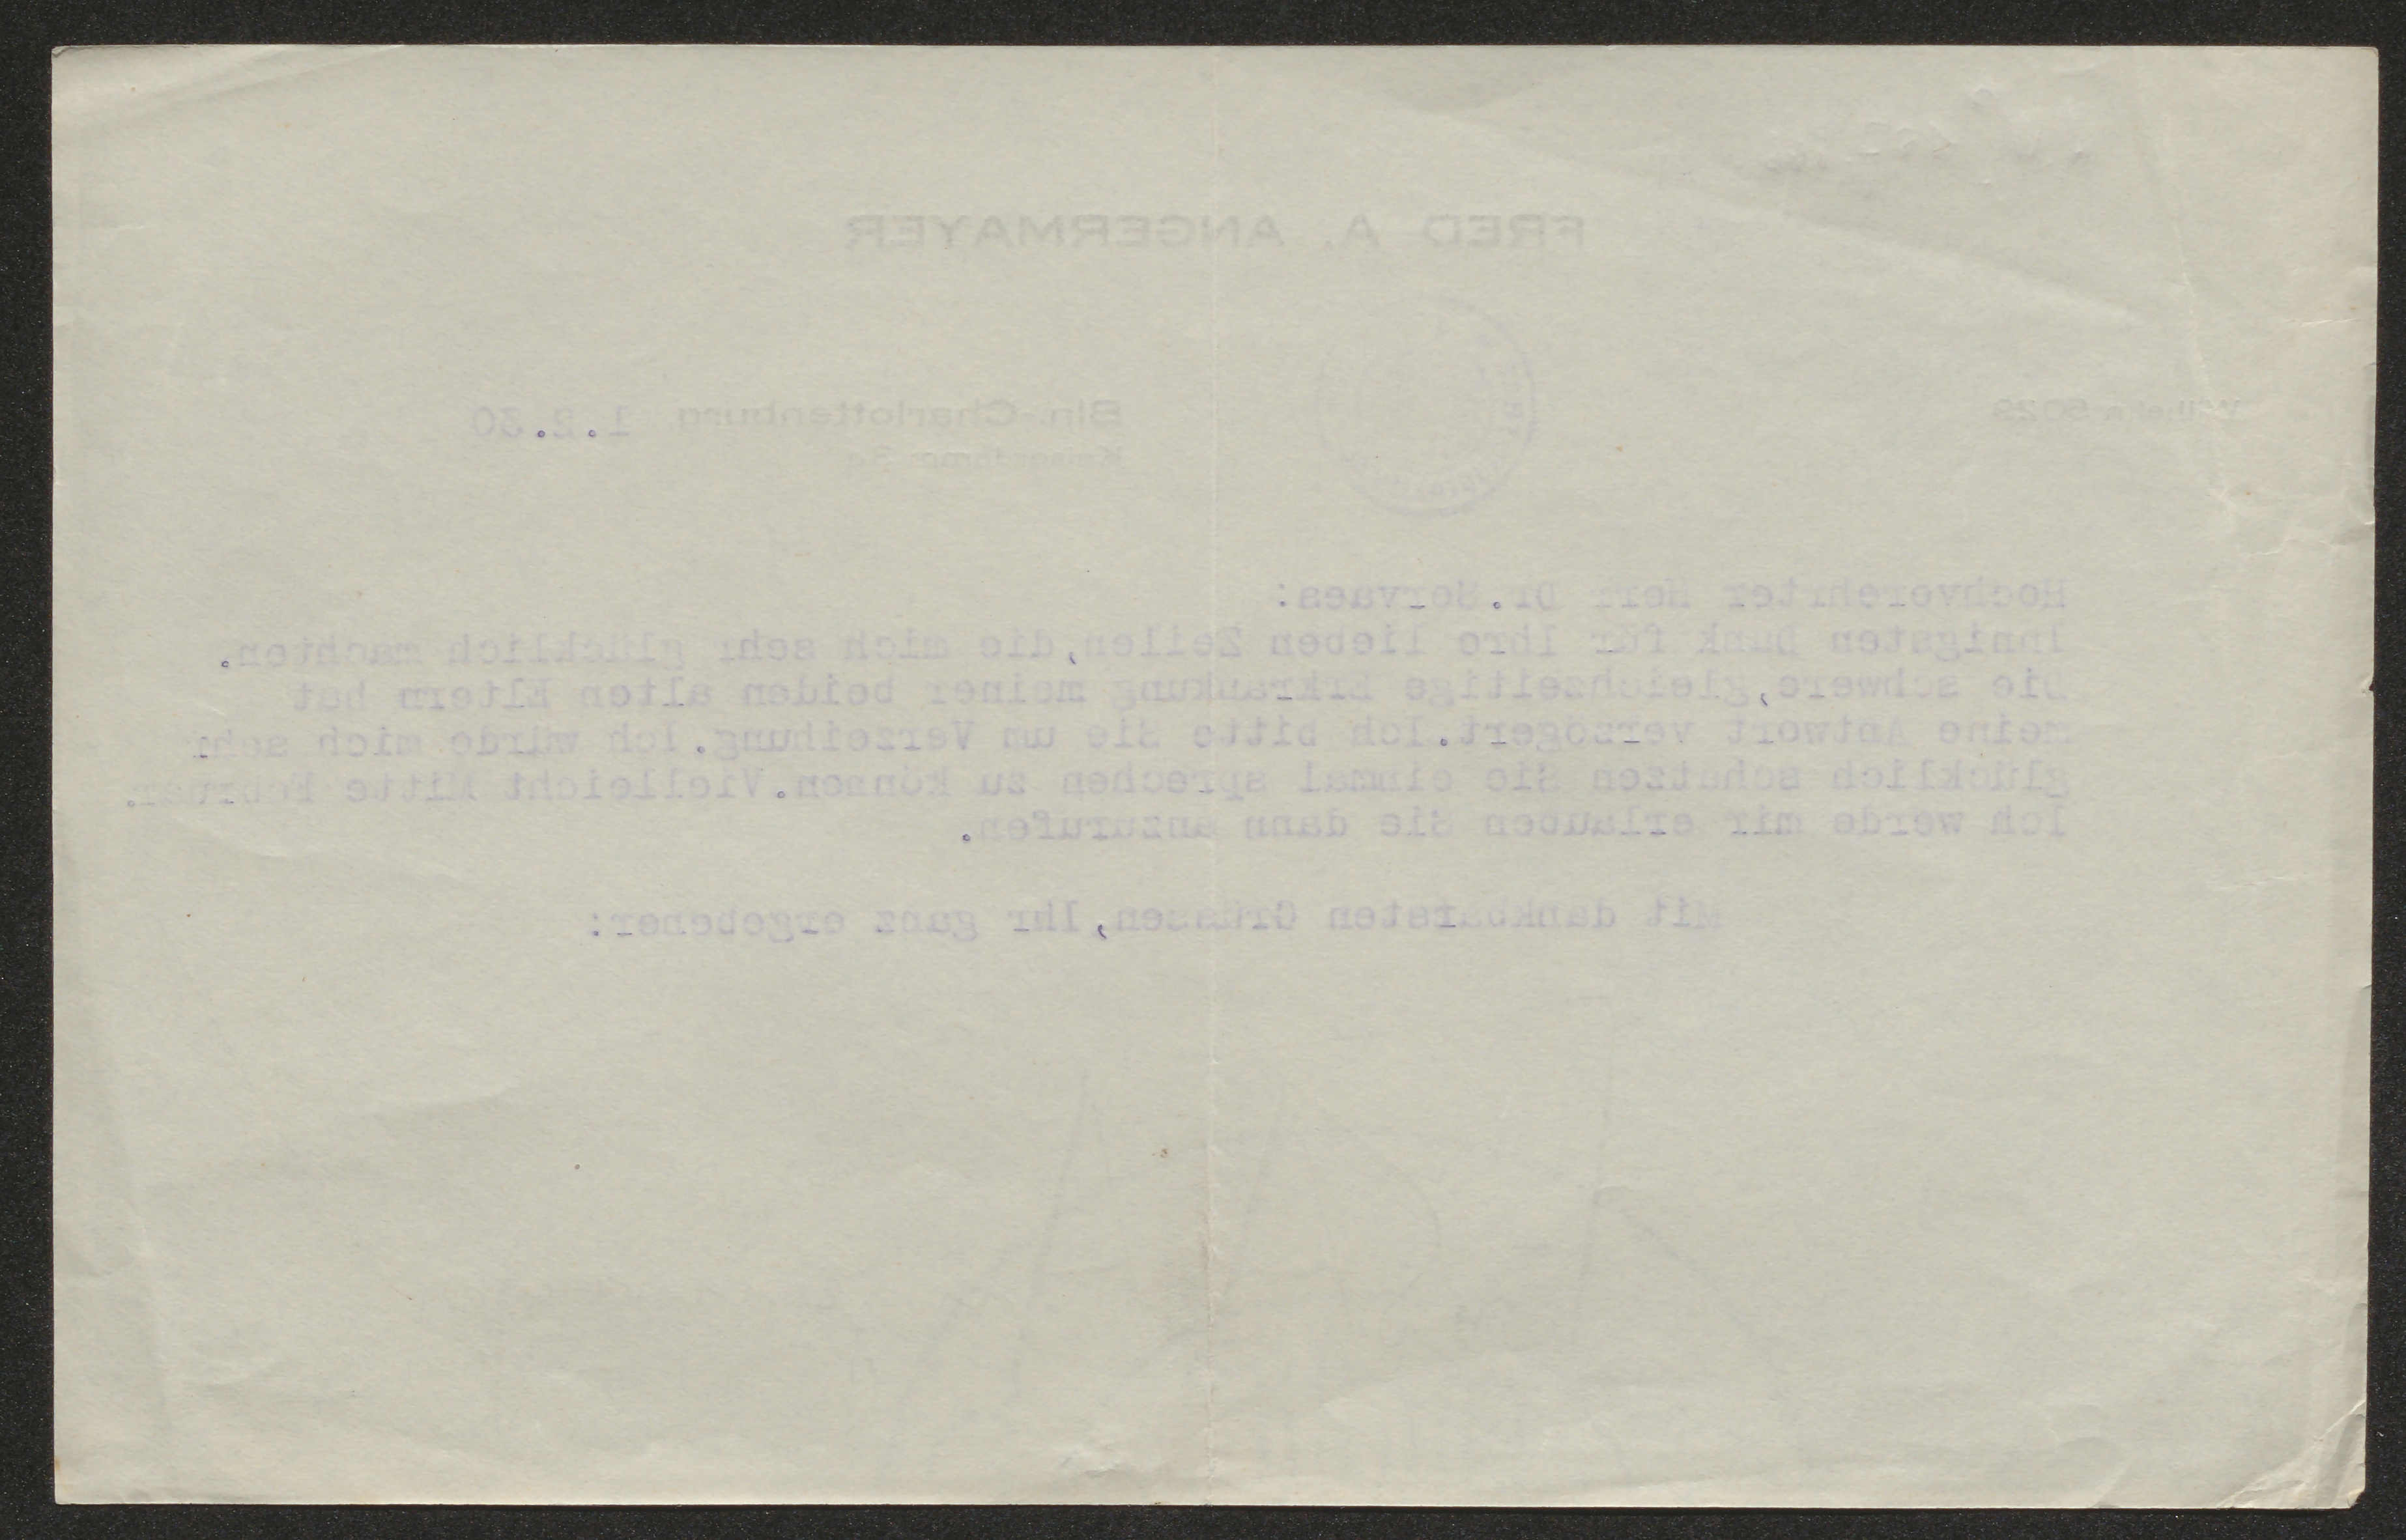 FRED A. ANGERMAYER
Bln.-Charlottenburg 1.2.30
Hochverehrter Herr Dr.Servaes:
Innigsten Dank für Ihre lieben Zeilen,die mich sehr glücklich machten.
Die schwere,gleichzeitige Erkrankung meiner beiden alten Eltern hat
meine Antwort verzögert.Ich bitte Sie um Verzeihung.Ich würde mich sehr
glücklich schätzen Sie einmal sprechen zu können.Vielleicht Mitte Februar.
Ich werde mir erlauben Sie dann anzurufen.
Mit dankbarsten Grüssen,Ihr ganz ergebener: